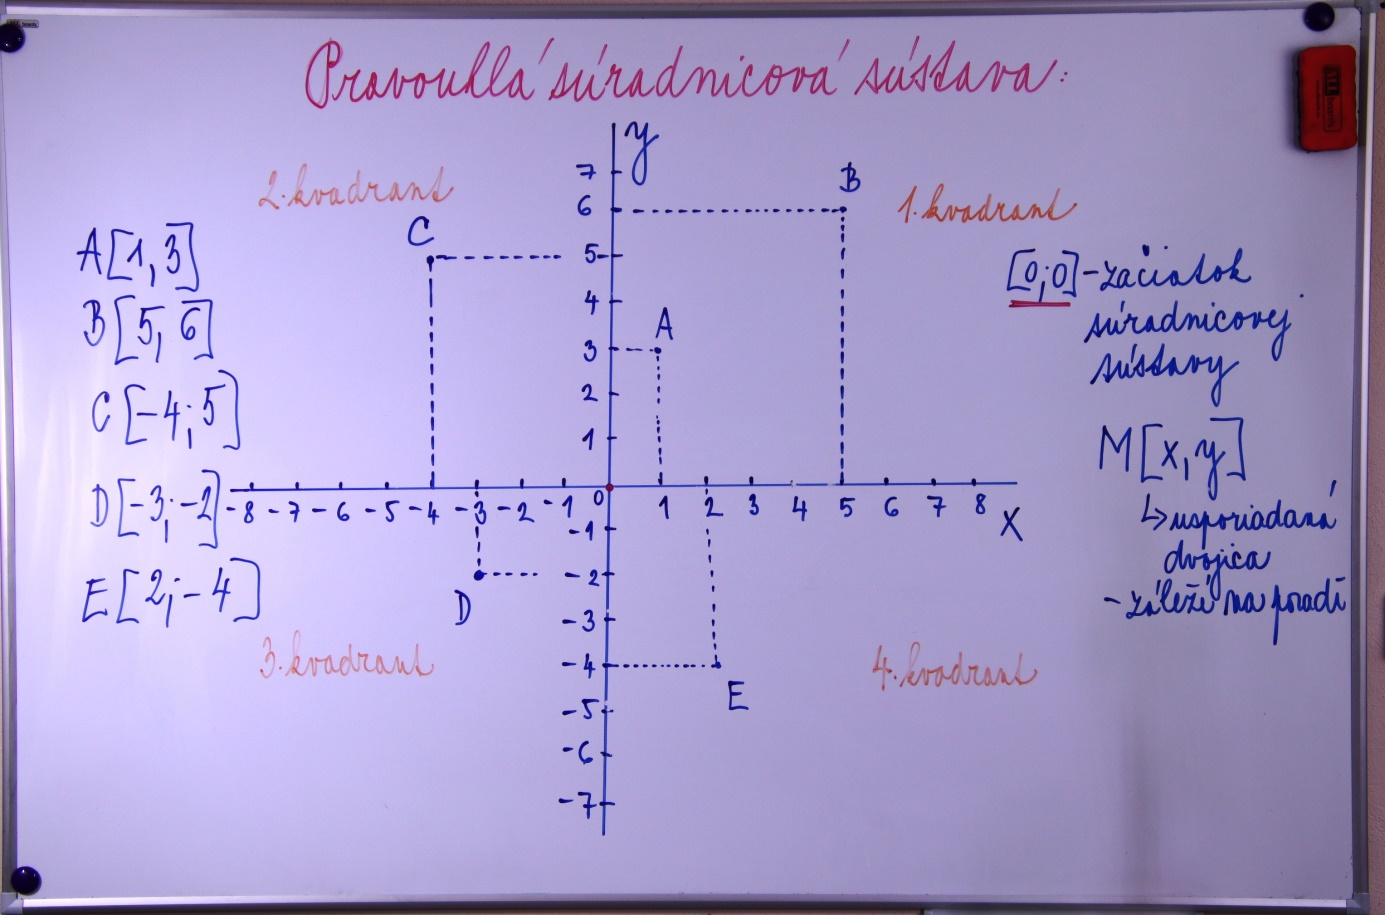 Pravouhlá súradnicová sústava:
y
7
2. kvadrant
B
6
1. kvadrant
C
A[1,3]
5
[0;0] - začiatok
súradnicovej
sústavy
4
B[5,6]
A
3
2
C[-4;5]
1
M[x,y]
D[-3;-2]
-8 -7 -6 -5 -4 -3 -2 -1 0 1 2 3 4 5 6 7 8
X
↳ usporiadaná
dvojica
- záleží na poradí
-1
-2
E[2;-4]
D
-3
3. kvadrant
-4
4. kvadrant
E
-5
-6
-7